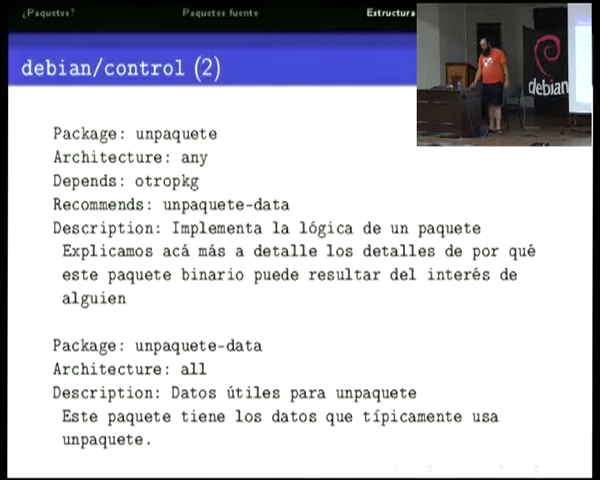 ¿Paquetes?
Paquetes fuente
Estructura
debian/control (2)
debian
Package: unpaquete
Architecture: any
Depends: otropkg
Recommends: unpaquete-data
Description: Implementa la lógica de un paquete
Explicamos acá más a detalle los detalles de por qué
este paquete binario puede resultar del interés de
alguien
Package: unpaquete-data
Architecture: all
Description: Datos útiles para unpaquete
Este paquete tiene los datos que típicamente usa
unpaquete.